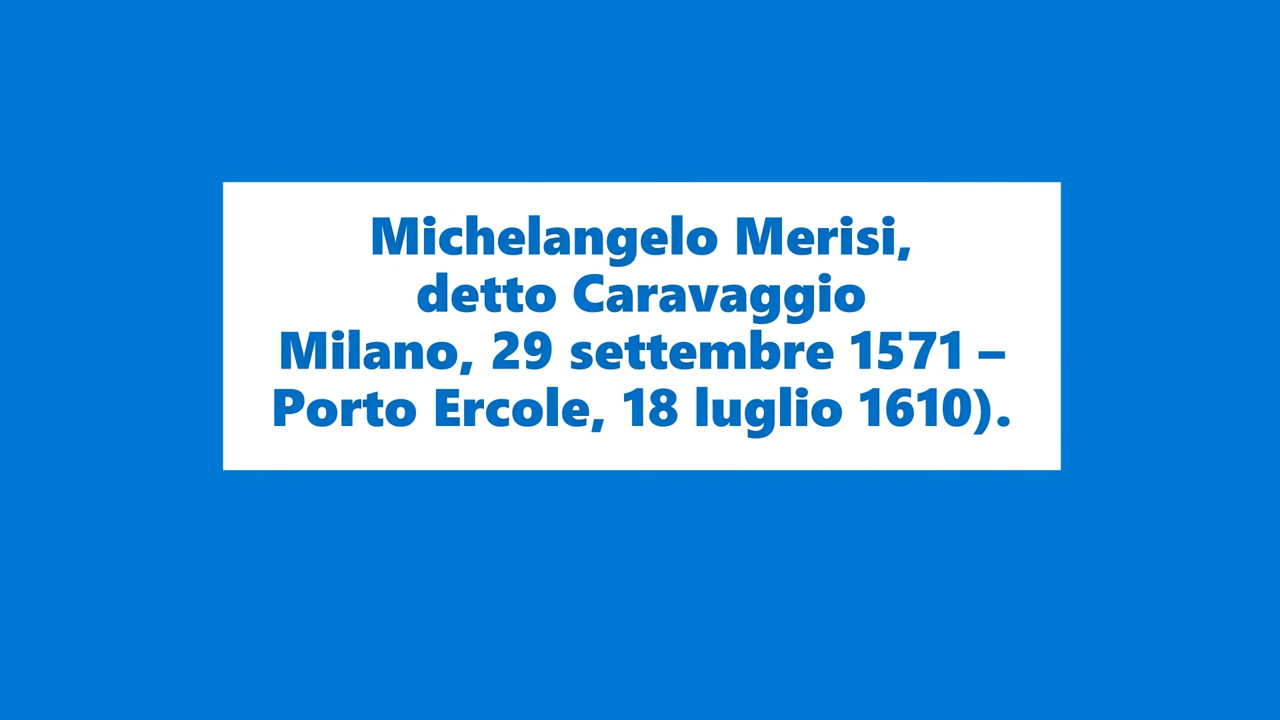 Michelangelo Merisi,
detto Caravaggio
Milano, 29 settembre 1571 –
Porto Ercole, 18 luglio 1610).